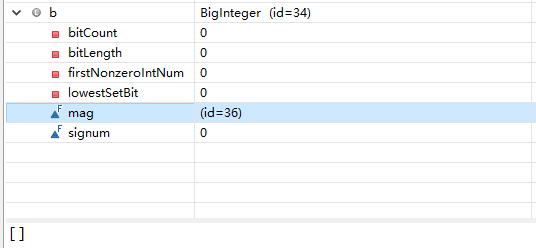 b BigInteger (id=34)
bitCount 0
bitLength 0
firstNonzeroIntNum 0
lowestSetBit 0
F mag (id=36)
F signum 0
[]